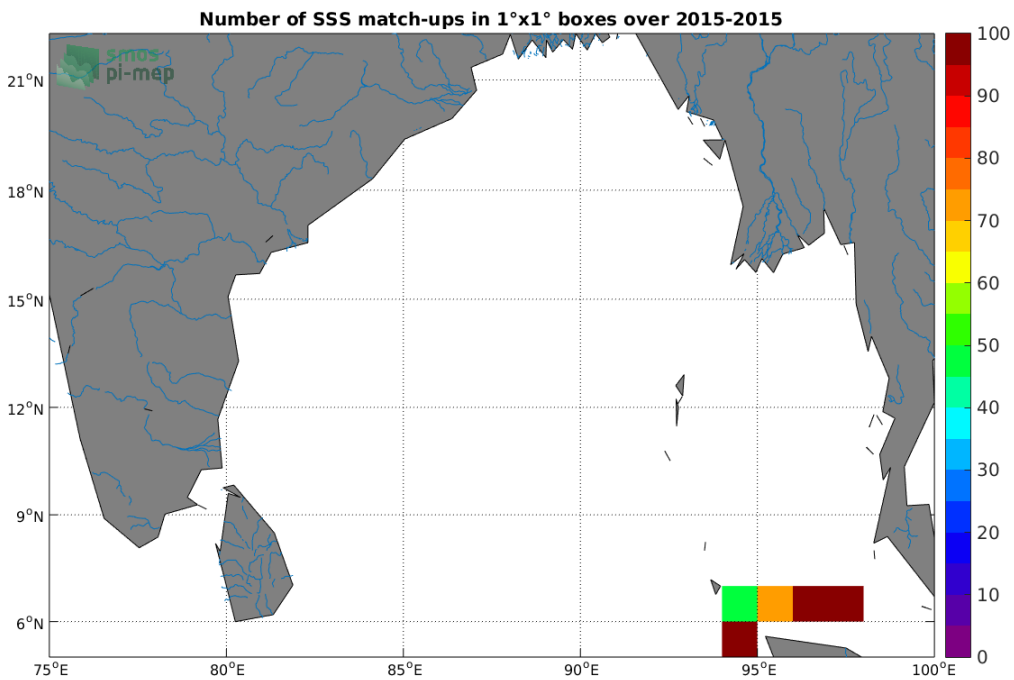 Number of SSS match-ups in 1°x1° boxes over 2015-2015
smos
pi-mep
21°N
18°N
15°N
12°N
9°N
6°N
75°E
80°E
85°E
90°E
95°E
100°E
100
90
80
70
60
50
40
30
20
10
0